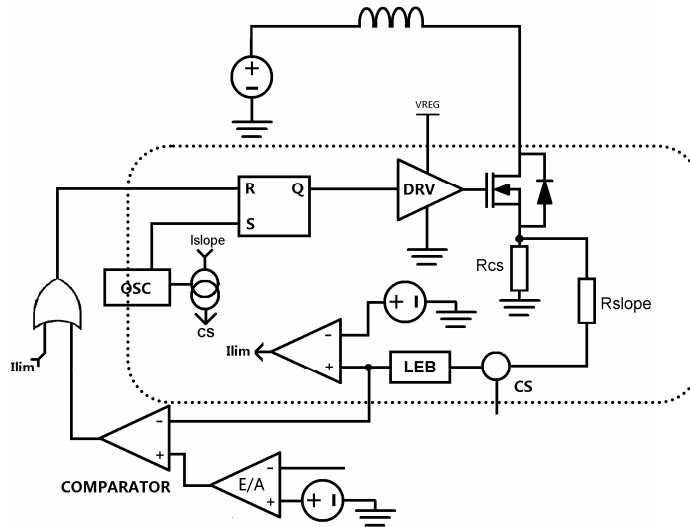 +
-
VREG
R Q
S
DRV
Islope
OSC
CS
Rcs
Rslope
+ -
Ilim
-
+
LEB
CS
Ilim
-
+
COMPARATOR
E/A
-
+
+ -